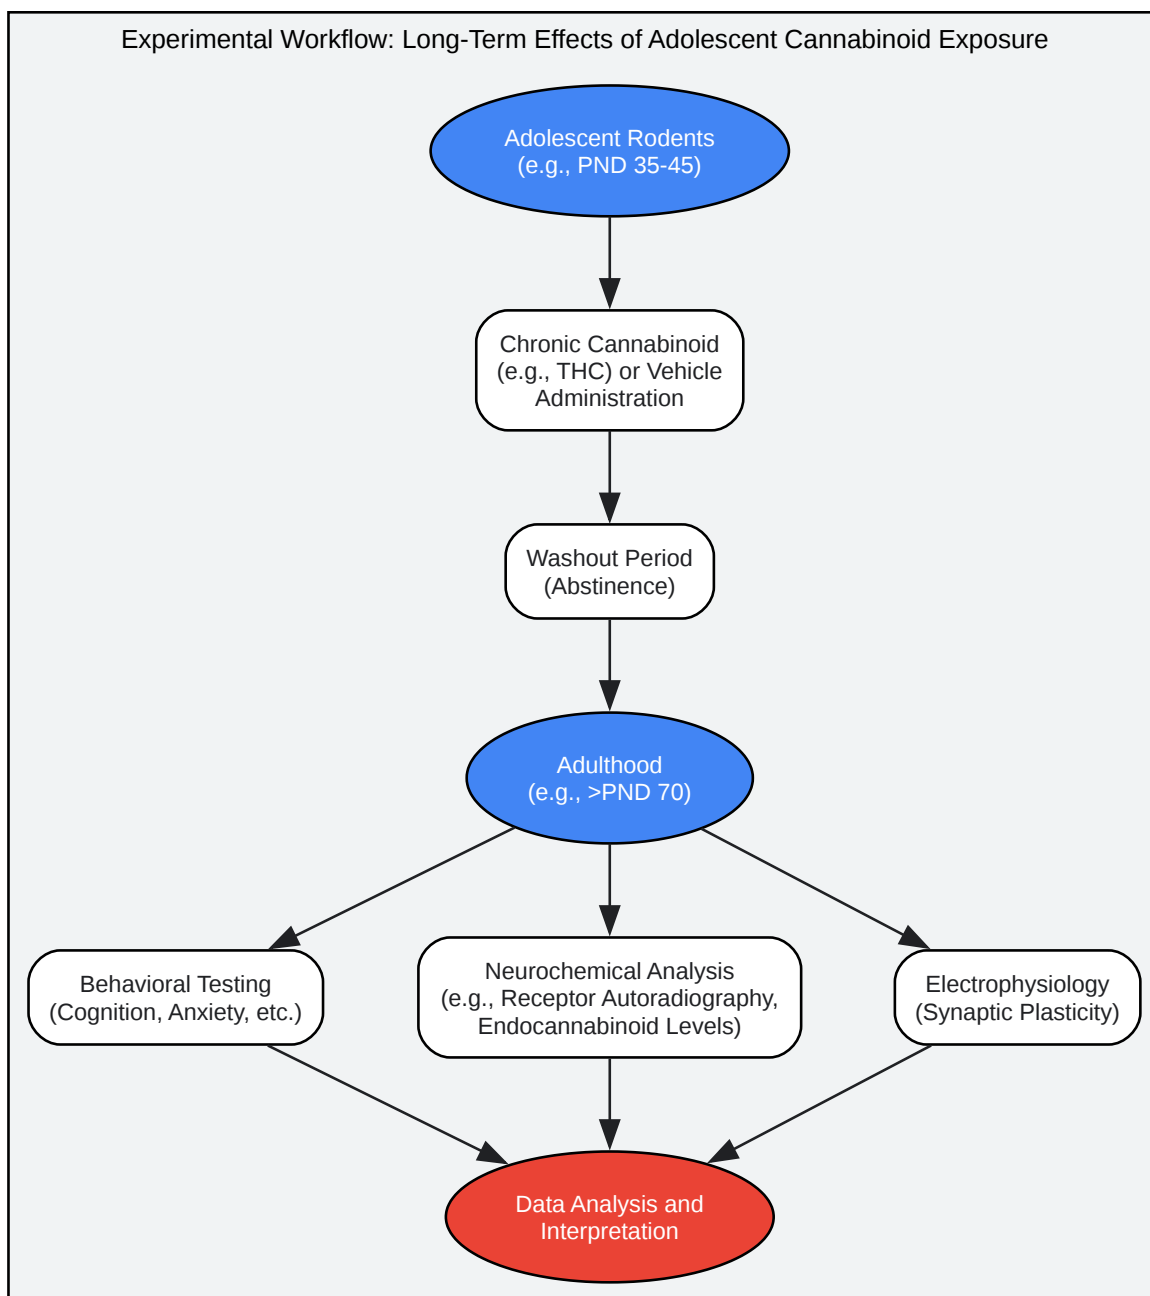 Experimental Workflow: Long-Term Effects of Adolescent Cannabinoid Exposure
Adolescent Rodents
(e.g., PND 35-45)
Chronic Cannabinoid
(e.g., THC) or Vehicle
Administration
Washout Period
(Abstinence)
Adulthood
(e.g., >PND 70)
Behavioral Testing
(Cognition, Anxiety, etc.)
Neurochemical Analysis
(e.g., Receptor Autoradiography,
Endocannabinoid Levels)
Electrophysiology
(Synaptic Plasticity)
Data Analysis and
Interpretation